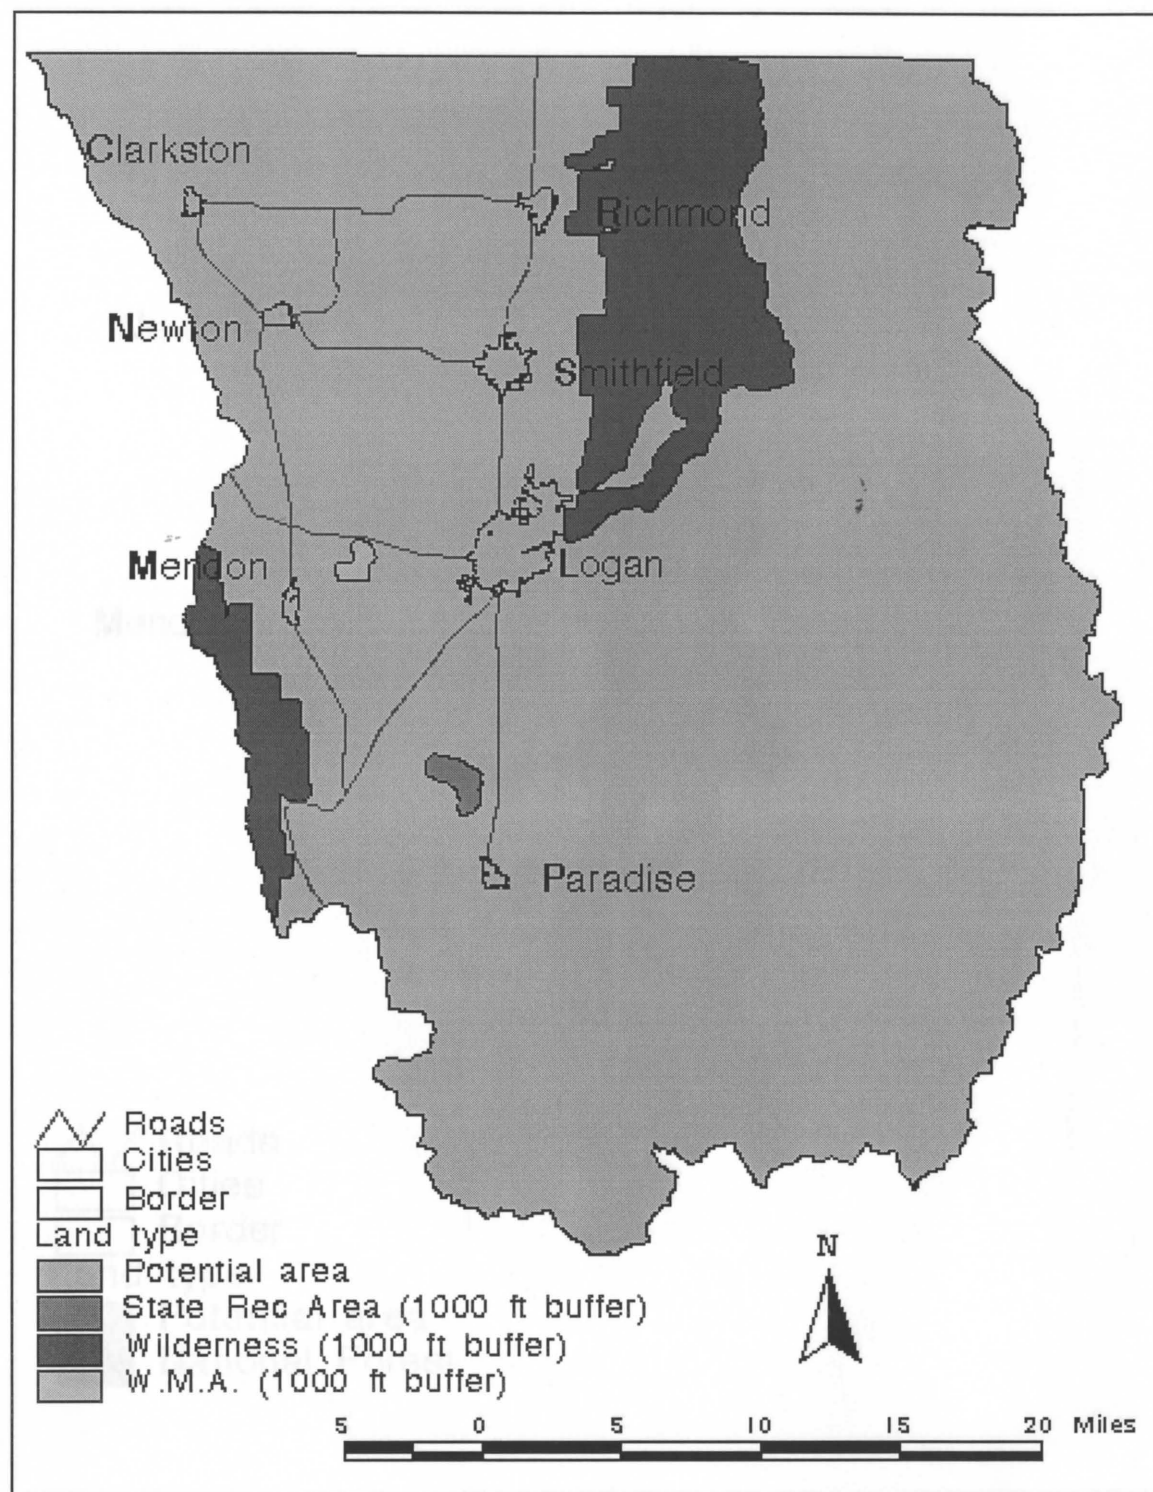 Clarkston
Richmond
Newton
Smithfield
Mendon
Logan
Paradise
Roads
Cities
Border
Land type
Potential area
State Rec Area (1000 ft buffer)
Wilderness (1000 ft buffer)
W.M.A. (1000 ft buffer)
N
5 0 5 10 15 20 Miles